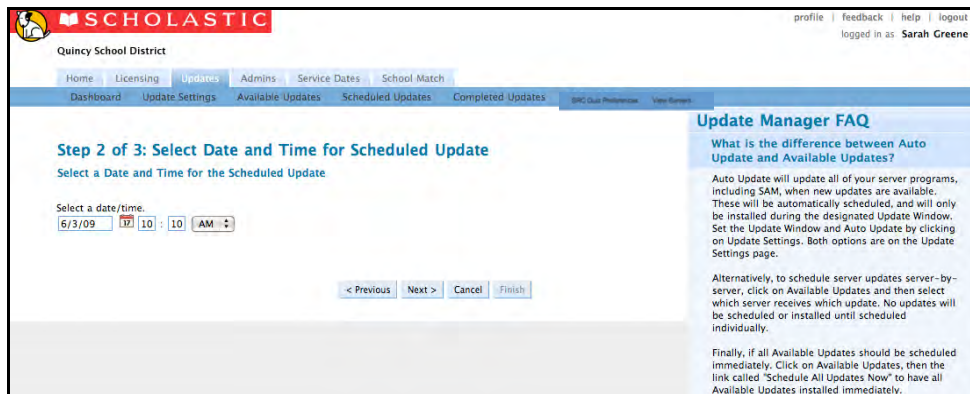 SCHOLASTIC
profile | feedback | help | logout
logged in as Sarah Greene
Quincy School District
Home Licensing Updates Admins Service Dates School Match
Dashboard Update Settings Available Updates Scheduled Updates Completed Updates SRC Quiz Preferences View Banners
Step 2 of 3: Select Date and Time for Scheduled Update
Select a Date and Time for the Scheduled Update
Select a date/time.
6/3/09 17 10 : 10 AM
< Previous Next > Cancel Finish
Update Manager FAQ
What is the difference between Auto
Update and Available Updates?
Auto Update will update all of your server programs,
including SAM, when new updates are available.
These will be automatically scheduled, and will only
be installed during the designated Update Window.
Set the Update Window and Auto Update by clicking
on Update Settings. Both options are on the Update
Settings page.
Alternatively, to schedule server updates server-by-
server, click on Available Updates and then select
which server receives which update. No updates will
be scheduled or installed until scheduled
individually.
Finally, if all Available Updates should be scheduled
immediately. Click on Available Updates, then the
link called "Schedule All Updates Now" to have all
Available Updates installed immediately.